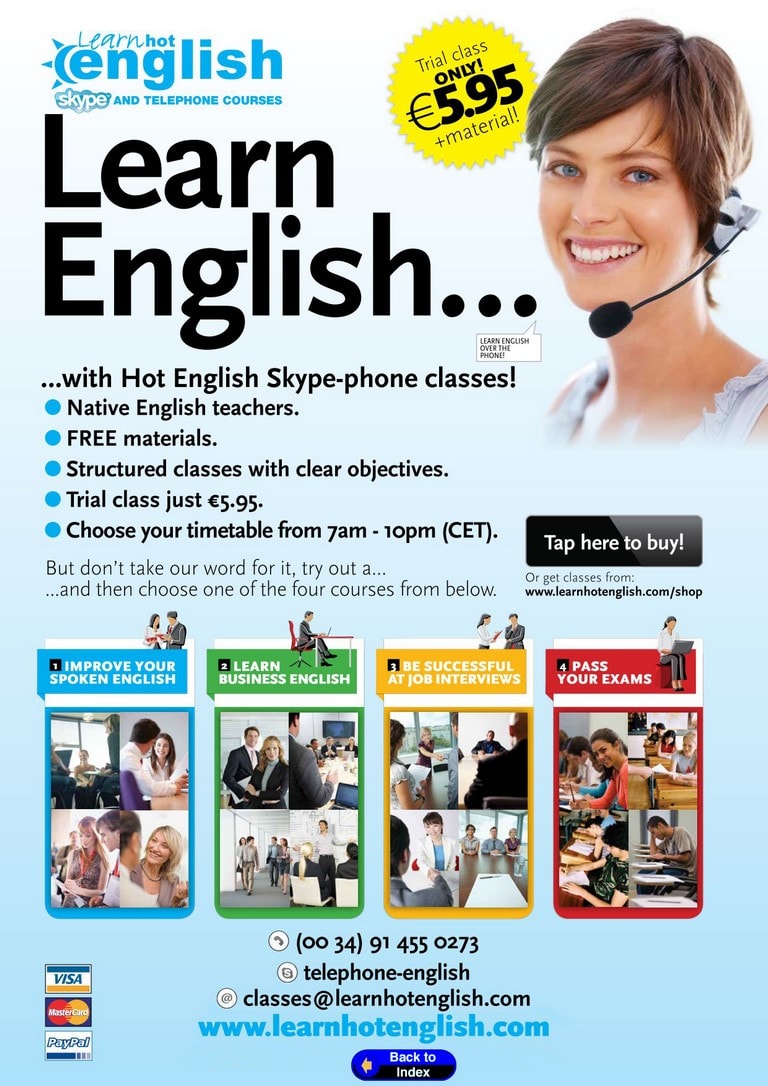 Learn hot
english
skype AND TELEPHONE COURSES
Trial class
ONLY!
€5.95
+material!
Learn
English...
LEARN ENGLISH
OVER THE
PHONE!
...with Hot English Skype-phone classes!
Native English teachers.
FREE materials.
Structured classes with clear objectives.
Trial class just €5.95.
Choose your timetable from 7am - 10pm (CET).
But don't take our word for it, try out a...
...and then choose one of the four courses from below.
Tap here to buy!
Or get classes from:
www.learnhotenglish.com/shop
1 IMPROVE YOUR
SPOKEN ENGLISH
2 LEARN
BUSINESS ENGLISH
3 BE SUCCESSFUL
AT JOB INTERVIEWS
4 PASS
YOUR EXAMS
(00 34) 91 455 0273
telephone-english
@ classes@learnhotenglish.com
www.learnhotenglish.com
VISA
MasterCard
PayPal
Back to
Index